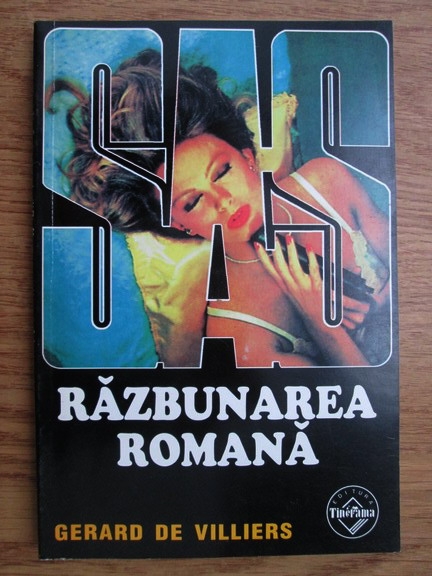 SAS
RĂZBUNAREA
ROMANĂ
GERARD DE VILLIERS
EDITURA
Tinerama